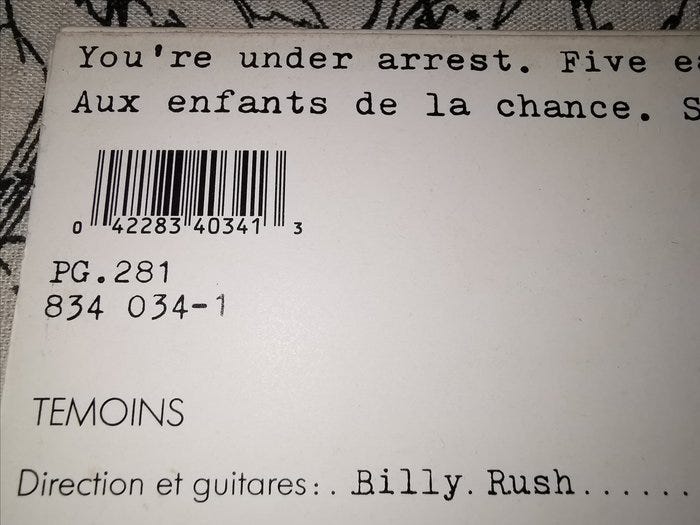 You're under arrest. Five
Aux enfants de la chance.
0 42283 40341 3
PG.281
834 034-1
TEMOINS
Direction et guitares:. Billy. Rush......